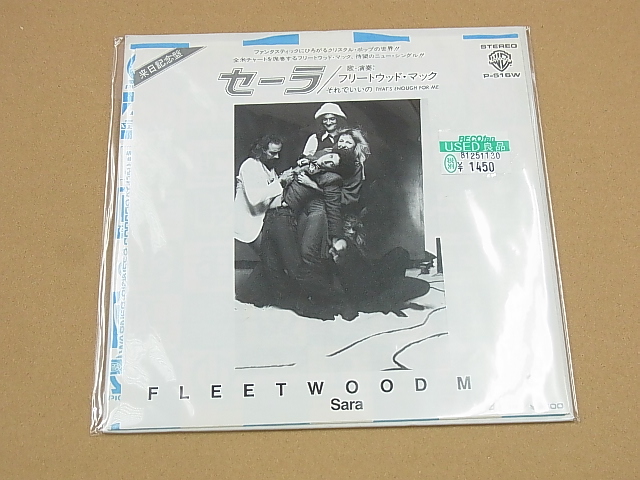 来日記念盤
ファンタスティックにひろがるクリスタル・ポップの世界!!
全米チャートを席巻するフリートウッド・マック、待望のニュー・シングル!!
セーラ
歌・演奏:
フリートウッド・マック
それでいいの THAT'S ENOUGH FOR ME
STEREO
P-516W
RECOfan
USED 良品
81251130
¥ 1450
FLEETWOOD M
Sara